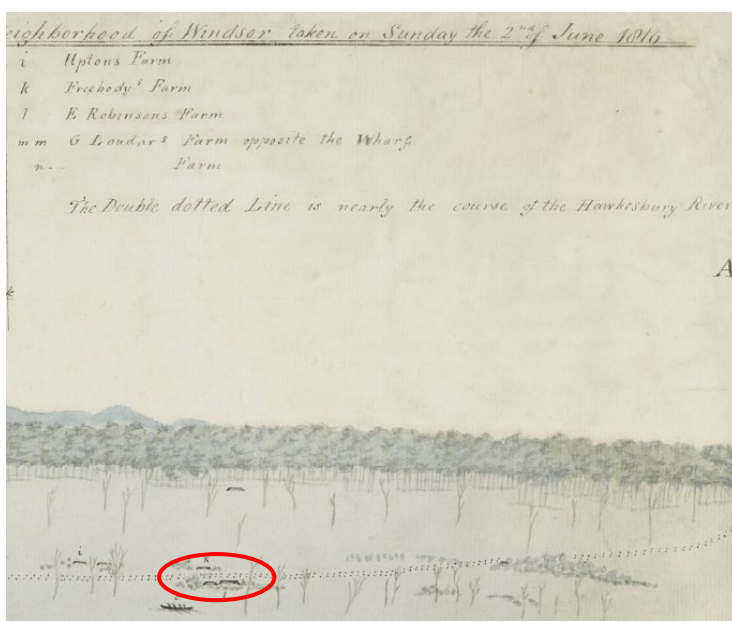 eighborhood of Windsor taken on Sunday the 2nd of June 1816
i Uptons Farm
k Freebody's Farm
l E Robinsons Farm
mm G Loudars Farm opposite the Wharf
n Farm
The Double dotted Line is nearly the course of the Hawkesbury River
A
k
i
k
l